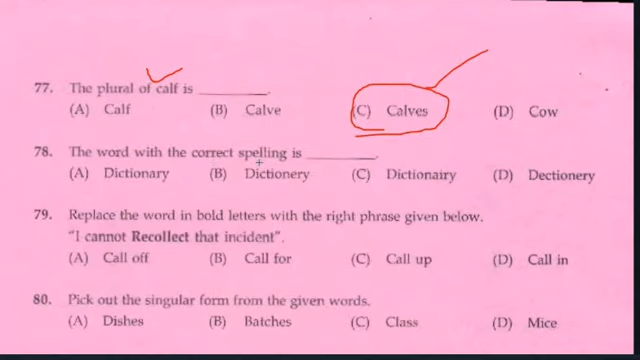 77. The plural of calf is ________.
(A) Calf (B) Calve (C) Calves (D) Cow
78. The word with the correct spelling is ________.
(A) Dictionary (B) Dictionery (C) Dictionairy (D) Dectionery
79. Replace the word in bold letters with the right phrase given below.
"I cannot Recollect that incident".
(A) Call off (B) Call for (C) Call up (D) Call in
80. Pick out the singular form from the given words.
(A) Dishes (B) Batches (C) Class (D) Mice